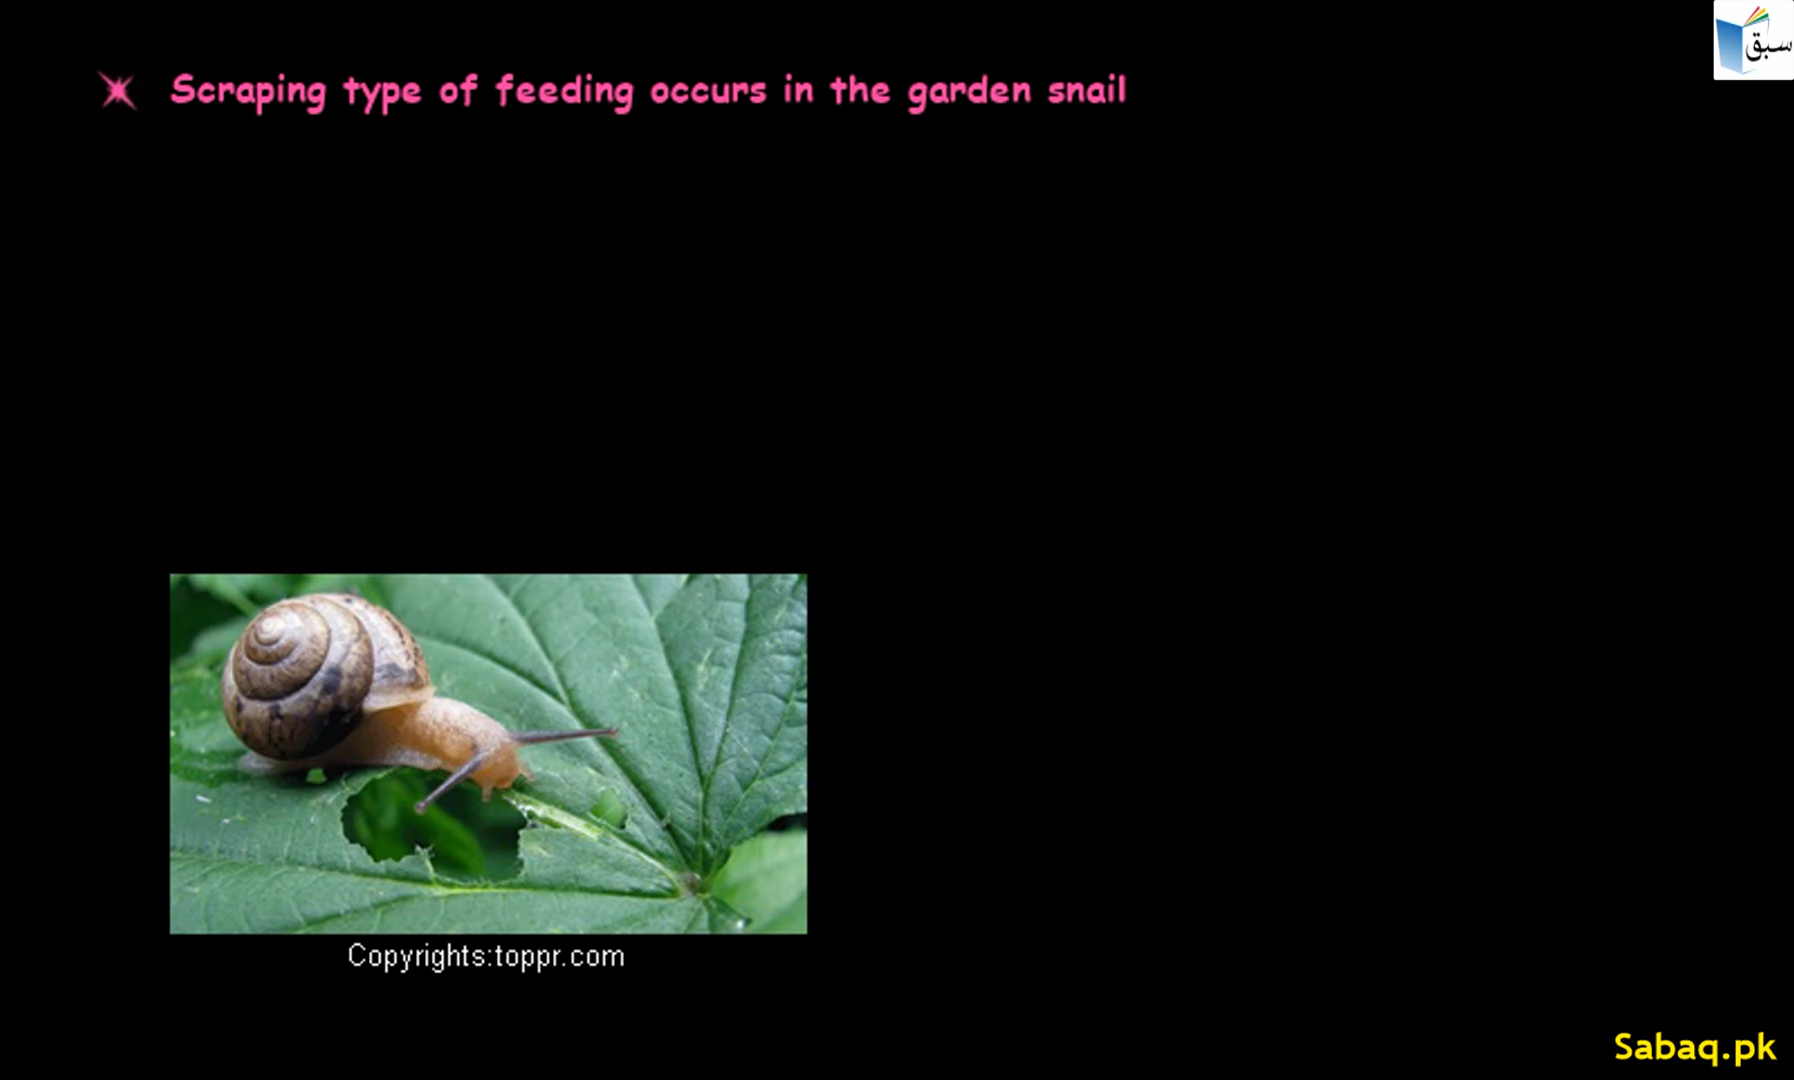 سبق
Scraping type of feeding occurs in the garden snail
Copyrights:toppr.com
Sabaq.pk